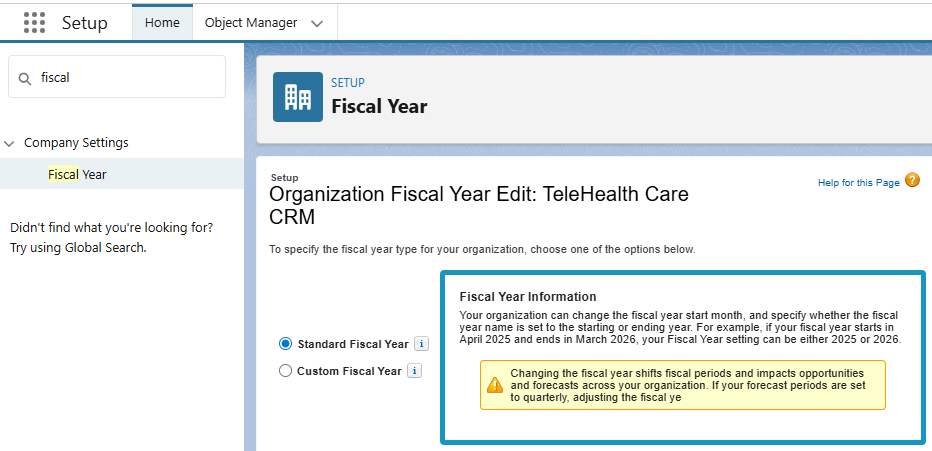 Setup
Home
Object Manager
fiscal
Company Settings
Fiscal Year
Didn't find what you're looking for?
Try using Global Search.
SETUP
Fiscal Year
Setup
Organization Fiscal Year Edit: TeleHealth Care
CRM
Help for this Page ?
To specify the fiscal year type for your organization, choose one of the options below.
Standard Fiscal Year i
Custom Fiscal Year i
Fiscal Year Information
Your organization can change the fiscal year start month, and specify whether the fiscal
year name is set to the starting or ending year. For example, if your fiscal year starts in
April 2025 and ends in March 2026, your Fiscal Year setting can be either 2025 or 2026.
Changing the fiscal year shifts fiscal periods and impacts opportunities
and forecasts across your organization. If your forecast periods are set
to quarterly, adjusting the fiscal ye